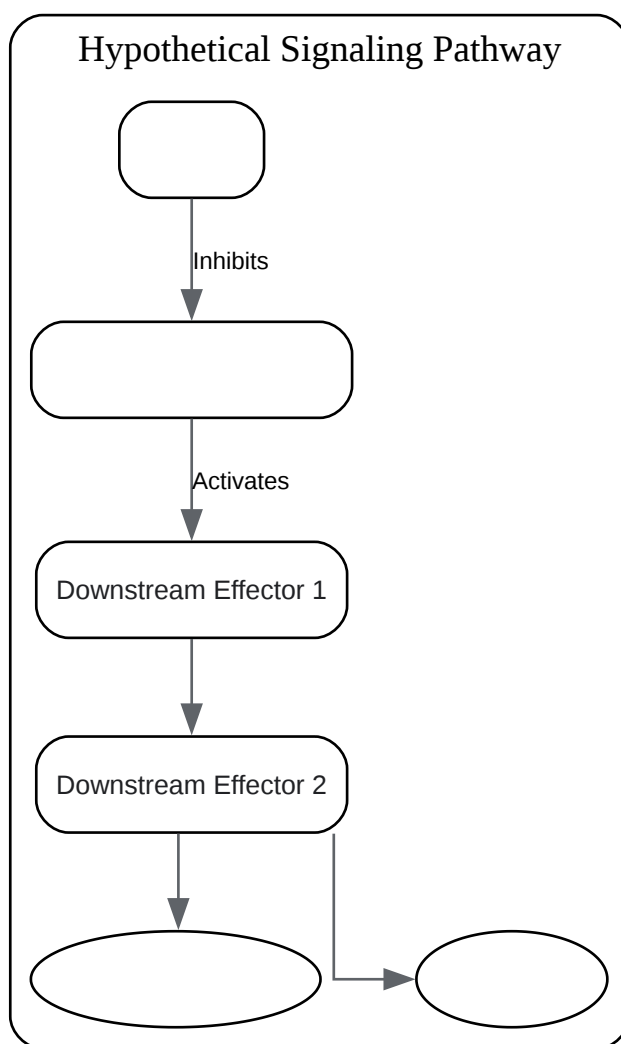 Hypothetical Signaling Pathway
Inhibits
Activates
Downstream Effector 1
Downstream Effector 2